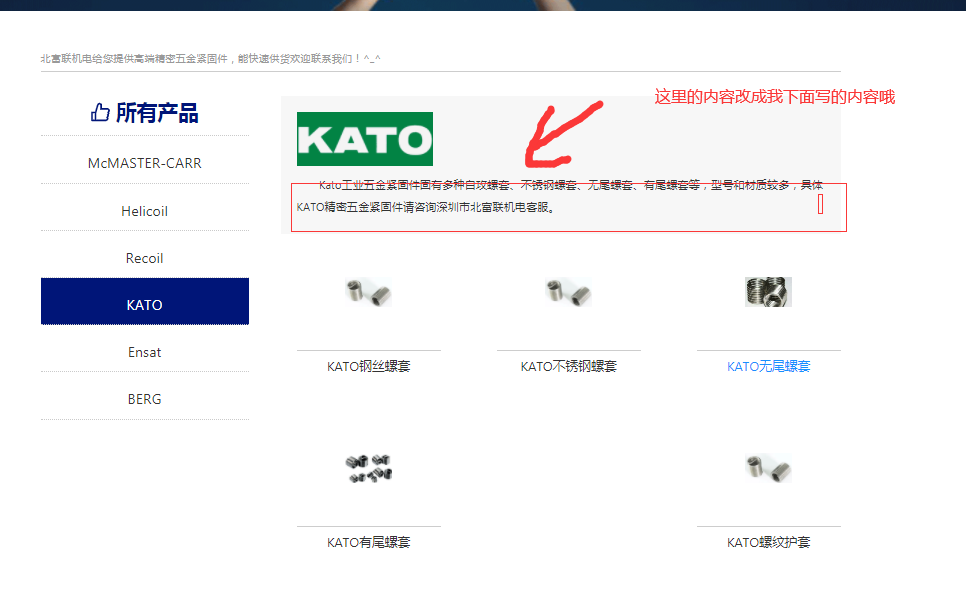 北富联机电给您提供高端精密五金紧固件，能快速供货欢迎联系我们！^_^
这里的内容改成我下面写的内容哦
所有产品
McMASTER-CARR
Helicoil
Recoil
KATO
Ensat
BERG
KATO
Kato工业五金紧固件固有多种自攻螺套、不锈钢螺套、无尾螺套、有尾螺套等，型号和材质较多，具体
KATO精密五金紧固件请咨询深圳市北富联机电客服。
KATO钢丝螺套
KATO不锈钢螺套
KATO无尾螺套
KATO有尾螺套
KATO螺纹护套